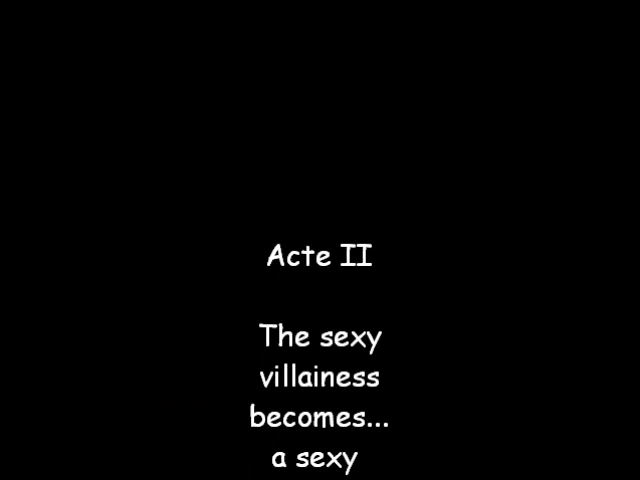 Acte II
The sexy
villainess
becomes...
a sexy